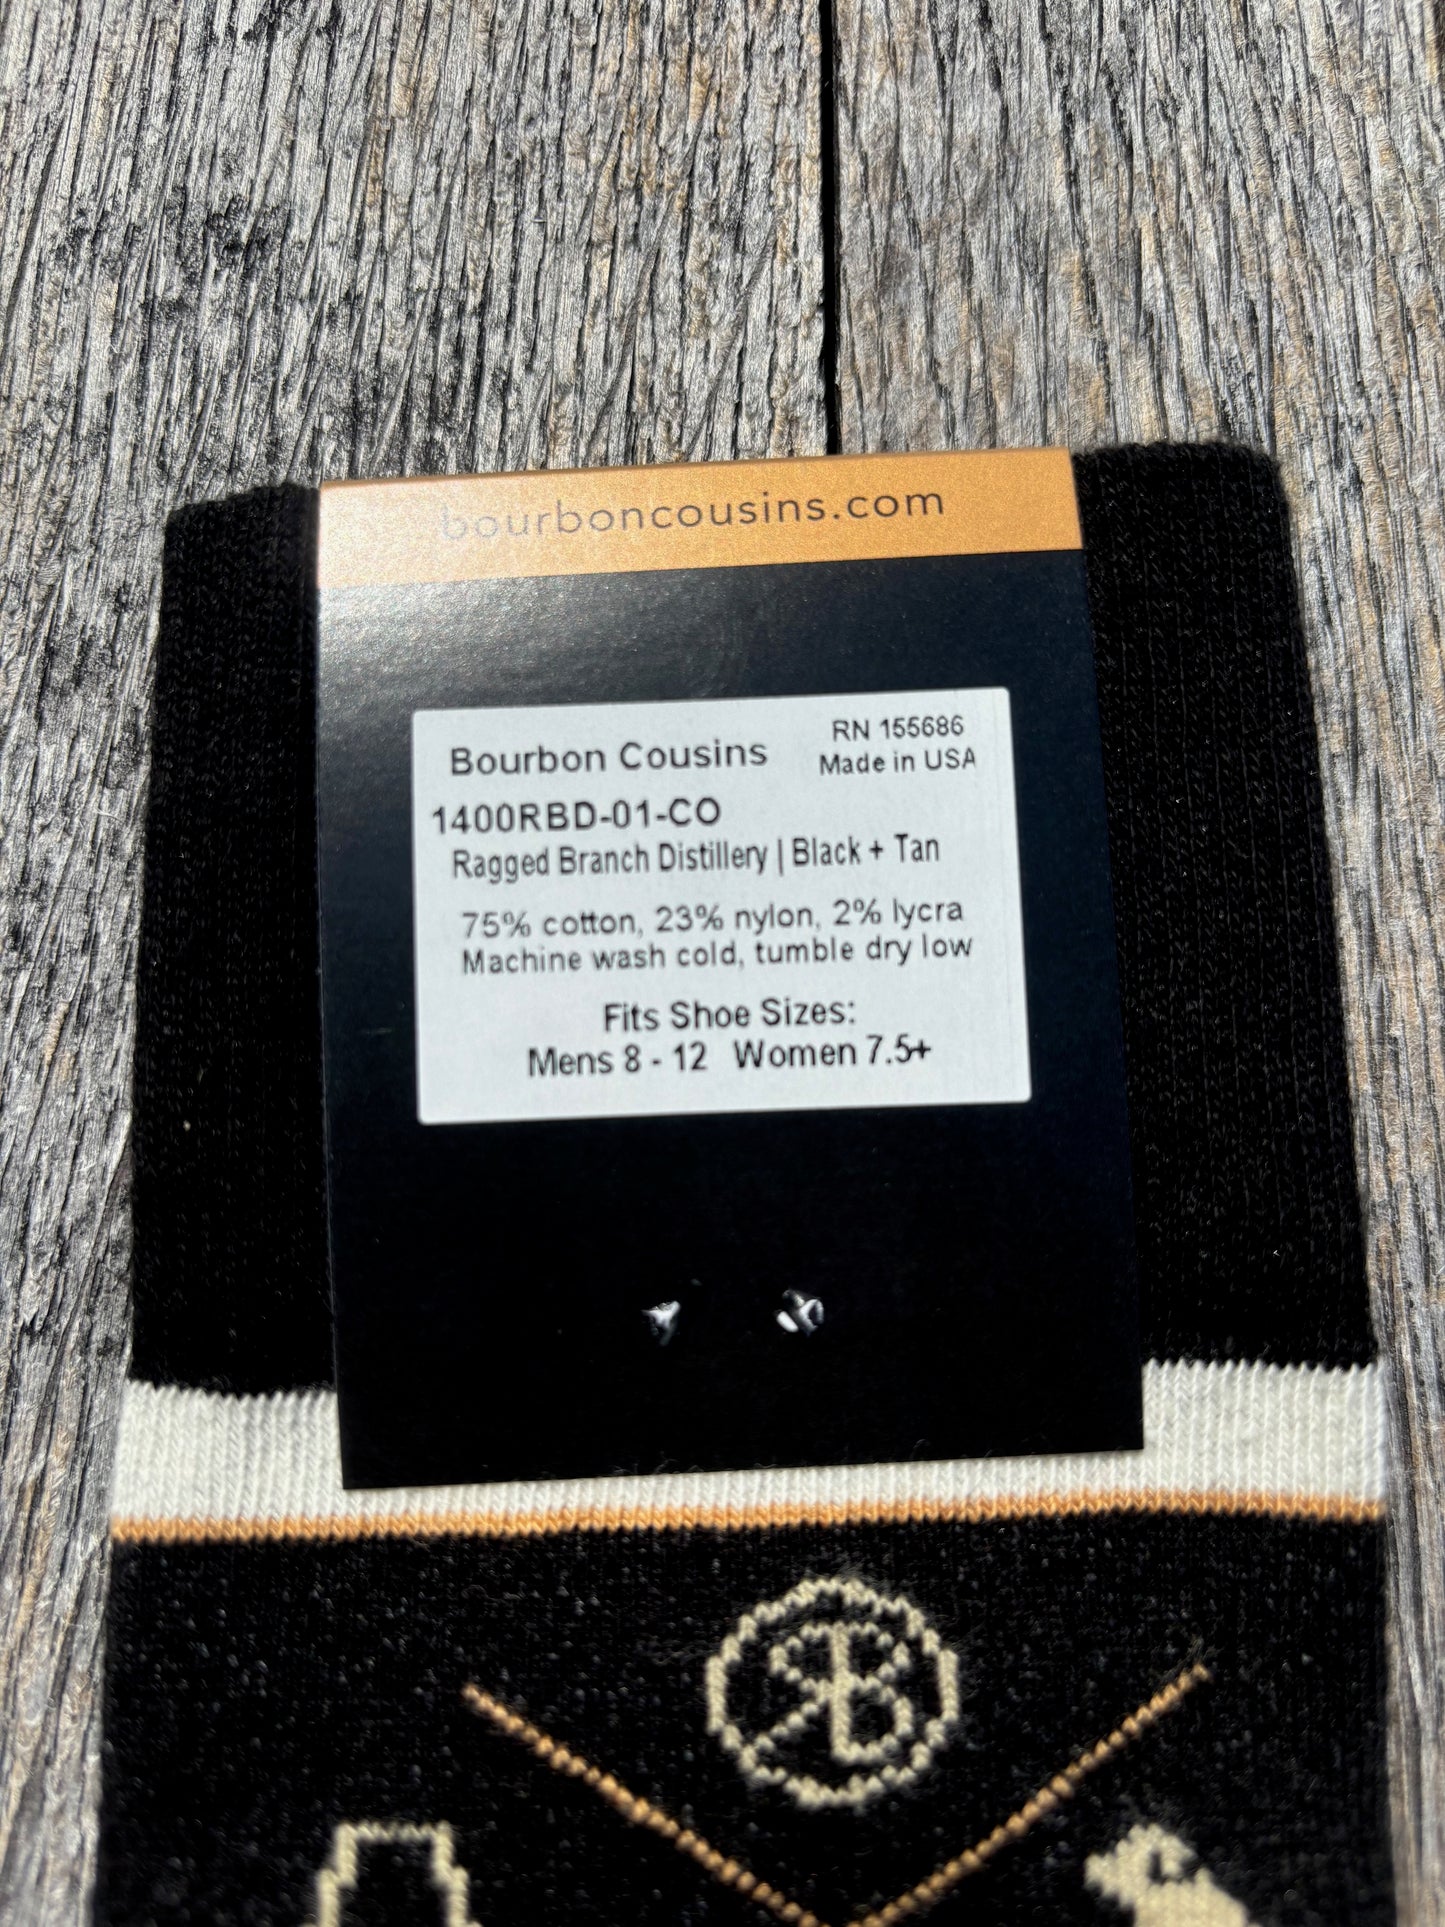 bourboncousins.com
Bourbon Cousins
RN 155686
Made in USA
1400RBD-01-CO
Ragged Branch Distillery | Black + Tan
75% cotton, 23% nylon, 2% lycra
Machine wash cold, tumble dry low
Fits Shoe Sizes:
Mens 8 - 12 Women 7.5+
RB